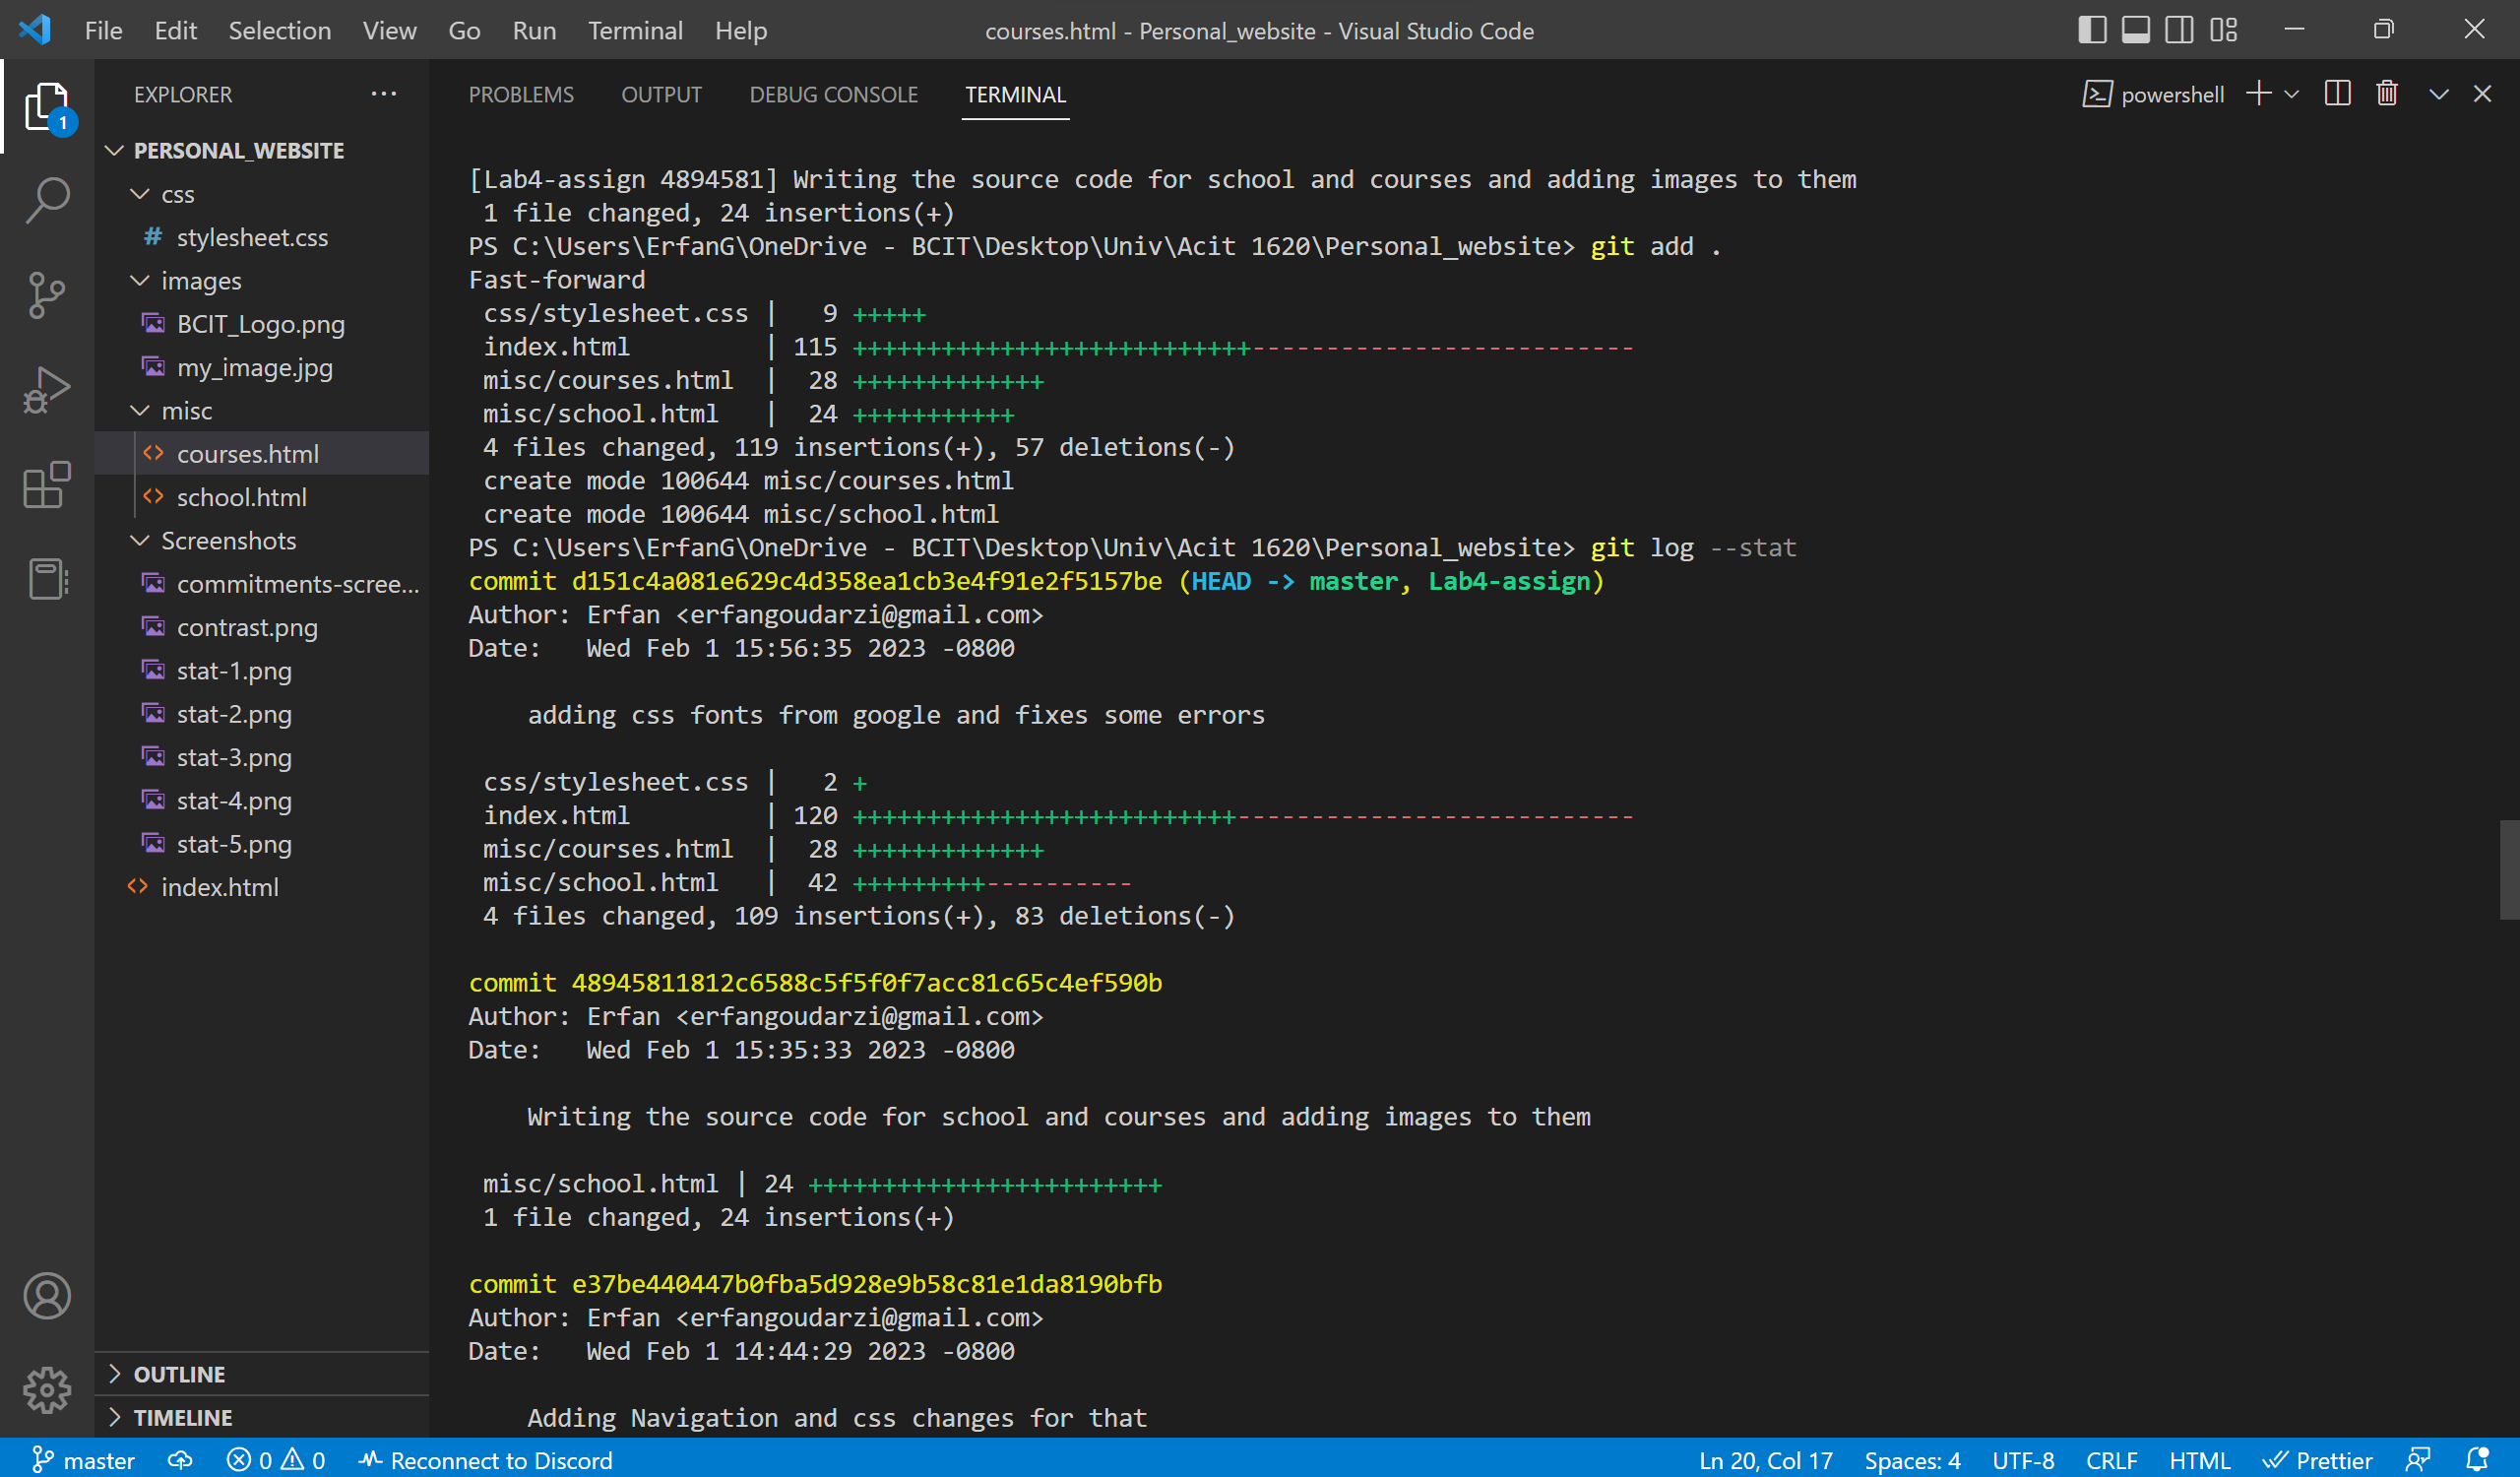 File Edit Selection View Go Run Terminal Help
courses.html - Personal_website - Visual Studio Code
EXPLORER
1
PERSONAL_WEBSITE
css
# stylesheet.css
images
BCIT_Logo.png
my_image.jpg
misc
<> courses.html
<> school.html
Screenshots
commitments-scree...
contrast.png
stat-1.png
stat-2.png
stat-3.png
stat-4.png
stat-5.png
<> index.html
OUTLINE
TIMELINE
PROBLEMS OUTPUT DEBUG CONSOLE TERMINAL
powershell
[Lab4-assign 4894581] Writing the source code for school and courses and adding images to them
1 file changed, 24 insertions(+)
PS C:\Users\ErfanG\OneDrive - BCIT\Desktop\Univ\Acit 1620\Personal_website> git add .
Fast-forward
css/stylesheet.css | 9 +++++
index.html | 115 +++++++++++++++++++++++++++--------------------------
misc/courses.html | 28 +++++++++++++
misc/school.html | 24 +++++++++++
4 files changed, 119 insertions(+), 57 deletions(-)
create mode 100644 misc/courses.html
create mode 100644 misc/school.html
PS C:\Users\ErfanG\OneDrive - BCIT\Desktop\Univ\Acit 1620\Personal_website> git log --stat
commit d151c4a081e629c4d358ea1cb3e4f91e2f5157be (HEAD -> master, Lab4-assign)
Author: Erfan <erfangoudarzi@gmail.com>
Date: Wed Feb 1 15:56:35 2023 -0800
adding css fonts from google and fixes some errors
css/stylesheet.css | 2 +
index.html | 120 ++++++++++++++++++++++++++---------------------------
misc/courses.html | 28 +++++++++++++
misc/school.html | 42 +++++++++----------
4 files changed, 109 insertions(+), 83 deletions(-)
commit 48945811812c6588c5f5f0f7acc81c65c4ef590b
Author: Erfan <erfangoudarzi@gmail.com>
Date: Wed Feb 1 15:35:33 2023 -0800
Writing the source code for school and courses and adding images to them
misc/school.html | 24 ++++++++++++++++++++++++
1 file changed, 24 insertions(+)
commit e37be440447b0fba5d928e9b58c81e1da8190bfb
Author: Erfan <erfangoudarzi@gmail.com>
Date: Wed Feb 1 14:44:29 2023 -0800
Adding Navigation and css changes for that
master 0 0 Reconnect to Discord Ln 20, Col 17 Spaces: 4 UTF-8 CRLF HTML Prettier